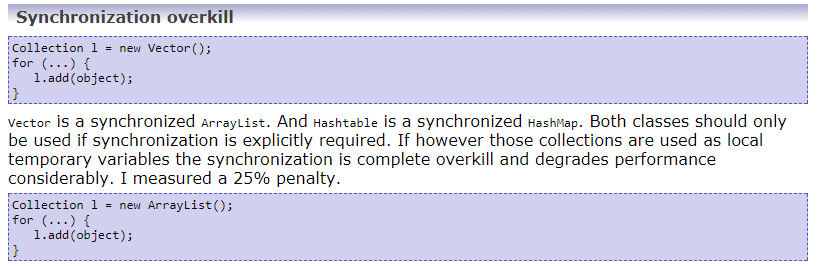 Synchronization overkill
Collection l = new Vector();
for (...) {
   l.add(object);
}
Vector is a synchronized ArrayList. And Hashtable is a synchronized HashMap. Both classes should only
be used if synchronization is explicitly required. If however those collections are used as local
temporary variables the synchronization is complete overkill and degrades performance
considerably. I measured a 25% penalty.
Collection l = new ArrayList();
for (...) {
   l.add(object);
}